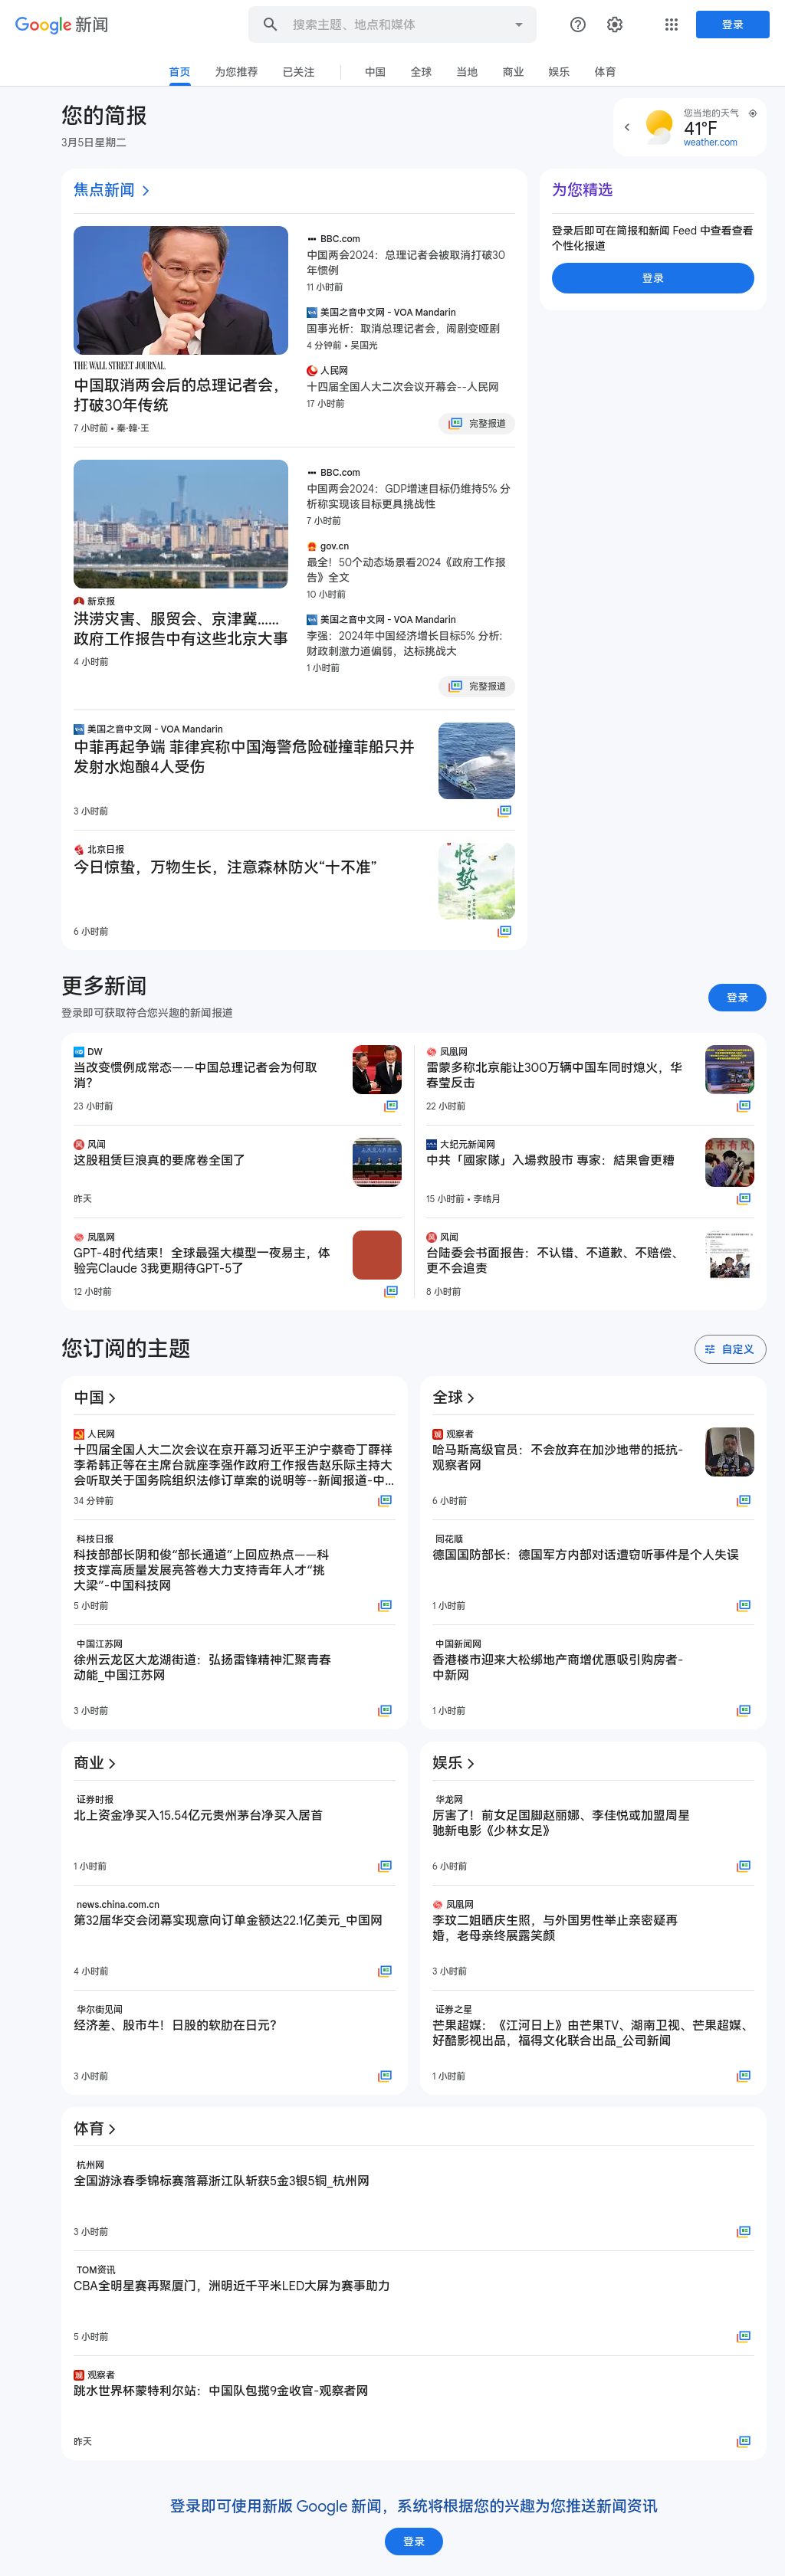 Google 新闻
搜索主题、地点和媒体
登录
首页
为您推荐
已关注
中国
全球
当地
商业
娱乐
体育
您的简报
3月5日星期二
您当地的天气
41°F
weather.com
焦点新闻
THE WALL STREET JOURNAL.
中国取消两会后的总理记者会，
打破30年传统
7 小时前 • 秦·韓·王
BBC.com
中国两会2024：总理记者会被取消打破30
年惯例
11 小时前
美国之音中文网 - VOA Mandarin
国事光析：取消总理记者会，闹剧变哑剧
4 分钟前 • 吴国光
人民网
十四届全国人大二次会议开幕会--人民网
17 小时前
完整报道
新京报
洪涝灾害、服贸会、京津冀……
政府工作报告中有这些北京大事
4 小时前
BBC.com
中国两会2024：GDP增速目标仍维持5% 分
析称实现该目标更具挑战性
7 小时前
gov.cn
最全！50个动态场景看2024《政府工作报
告》全文
10 小时前
美国之音中文网 - VOA Mandarin
李强：2024年中国经济增长目标5% 分析:
财政刺激力道偏弱，达标挑战大
1 小时前
完整报道
美国之音中文网 - VOA Mandarin
中菲再起争端 菲律宾称中国海警危险碰撞菲船只并
发射水炮酿4人受伤
3 小时前
北京日报
今日惊蛰，万物生长，注意森林防火“十不准”
惊
蛰
6 小时前
为您精选
登录后即可在简报和新闻 Feed 中查看查看
个性化报道
登录
更多新闻
登录即可获取符合您兴趣的新闻报道
登录
DW
当改变惯例成常态——中国总理记者会为何取
消？
23 小时前
凤凰网
雷蒙多称北京能让300万辆中国车同时熄火，华
春莹反击
22 小时前
风闻
这股租赁巨浪真的要席卷全国了
昨天
大纪元新闻网
中共「國家隊」入場救股市 專家：結果會更糟
15 小时前 • 李皓月
凤凰网
GPT-4时代结束！全球最强大模型一夜易主，体
验完Claude 3我更期待GPT-5了
12 小时前
风闻
台陆委会书面报告：不认错、不道歉、不赔偿、
更不会追责
8 小时前
您订阅的主题
自定义
中国
人民网
十四届全国人大二次会议在京开幕习近平王沪宁蔡奇丁薛祥
李希韩正等在主席台就座李强作政府工作报告赵乐际主持大
会听取关于国务院组织法修订草案的说明等--新闻报道-中...
34 分钟前
科技日报
科技部部长阴和俊“部长通道”上回应热点——科
技支撑高质量发展亮答卷大力支持青年人才“挑
大梁”-中国科技网
5 小时前
中国江苏网
徐州云龙区大龙湖街道：弘扬雷锋精神汇聚青春
动能_中国江苏网
3 小时前
全球
观察者
哈马斯高级官员：不会放弃在加沙地带的抵抗-
观察者网
6 小时前
同花顺
德国国防部长：德国军方内部对话遭窃听事件是个人失误
1 小时前
中国新闻网
香港楼市迎来大松绑地产商增优惠吸引购房者-
中新网
1 小时前
商业
证券时报
北上资金净买入15.54亿元贵州茅台净买入居首
1 小时前
news.china.com.cn
第32届华交会闭幕实现意向订单金额达22.1亿美元_中国网
4 小时前
华尔街见闻
经济差、股市牛！日股的软肋在日元？
3 小时前
娱乐
华龙网
厉害了！前女足国脚赵丽娜、李佳悦或加盟周星
驰新电影《少林女足》
6 小时前
凤凰网
李玟二姐晒庆生照，与外国男性举止亲密疑再
婚，老母亲终展露笑颜
3 小时前
证券之星
芒果超媒：《江河日上》由芒果TV、湖南卫视、芒果超媒、
好酷影视出品，福得文化联合出品_公司新闻
1 小时前
体育
杭州网
全国游泳春季锦标赛落幕浙江队斩获5金3银5铜_杭州网
3 小时前
TOM资讯
CBA全明星赛再聚厦门，洲明近千平米LED大屏为赛事助力
5 小时前
观察者
跳水世界杯蒙特利尔站：中国队包揽9金收官-观察者网
昨天
登录即可使用新版 Google 新闻，系统将根据您的兴趣为您推送新闻资讯
登录